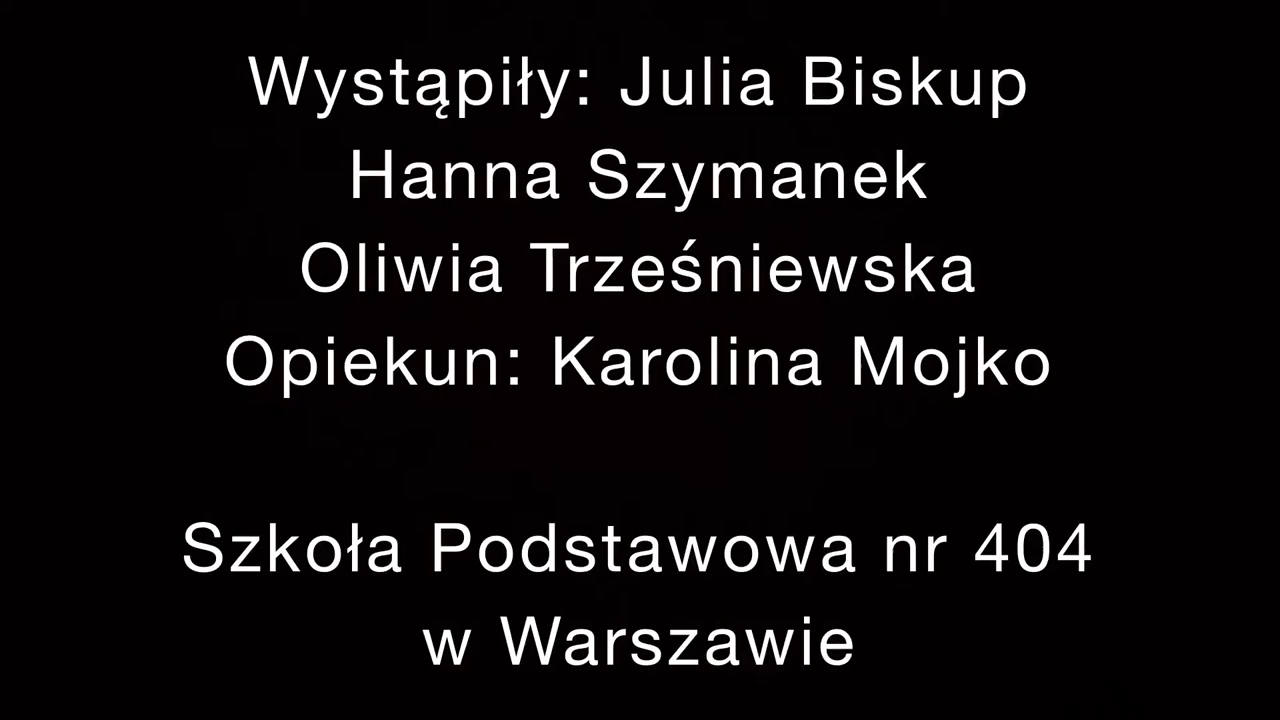 Wystąpiły: Julia Biskup
Hanna Szymanek
Oliwia Trześniewska
Opiekun: Karolina Mojko
Szkoła Podstawowa nr 404
w Warszawie